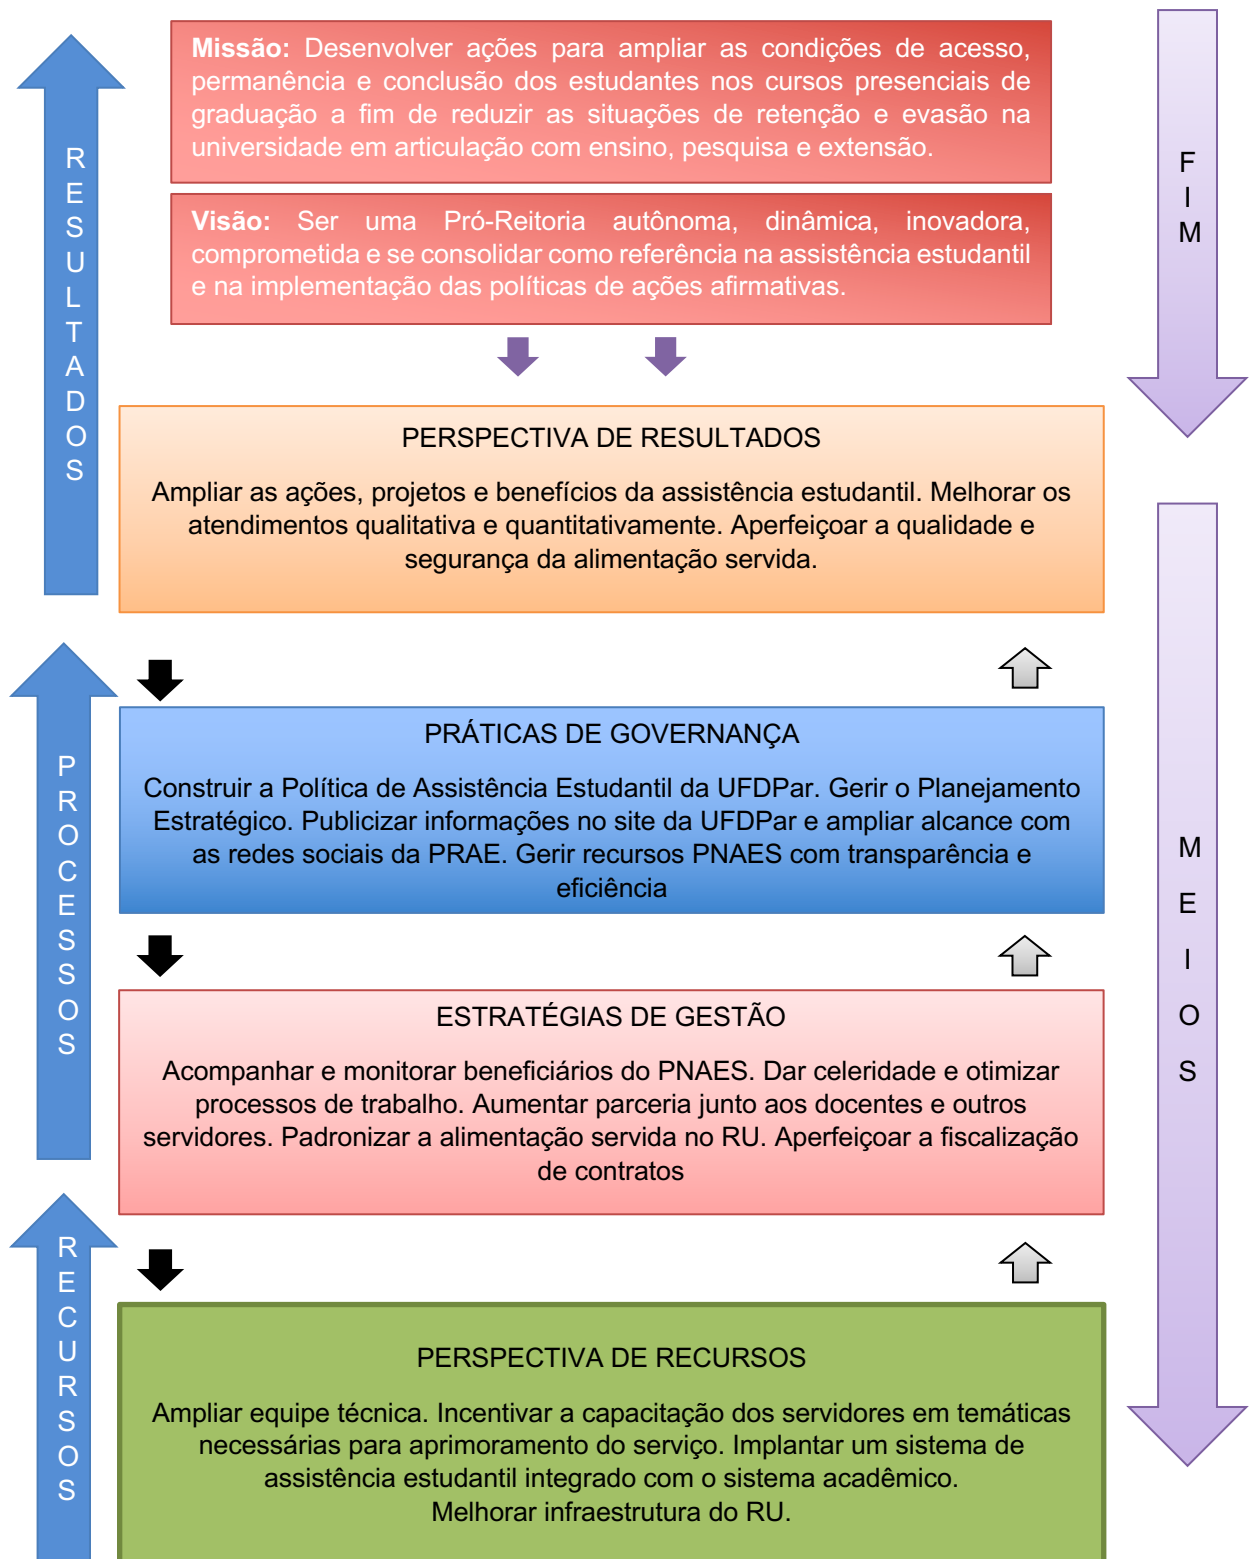 Missão: Desenvolver ações para ampliar as condições de acesso,
permanência e conclusão dos estudantes nos cursos presenciais de
graduação a fim de reduzir as situações de retenção e evasão na
universidade em articulação com ensino, pesquisa e extensão.
RESULTADOS
FIM
Visão: Ser uma Pró-Reitoria autônoma, dinâmica, inovadora,
comprometida e se consolidar como referência na assistência estudantil
e na implementação das políticas de ações afirmativas.
PERSPECTIVA DE RESULTADOS
Ampliar as ações, projetos e benefícios da assistência estudantil. Melhorar os
atendimentos qualitativa e quantitativamente. Aperfeiçoar a qualidade e
segurança da alimentação servida.
PROCESSOS
MEIOS
PRÁTICAS DE GOVERNANÇA
Construir a Política de Assistência Estudantil da UFDPar. Gerir o Planejamento
Estratégico. Publicizar informações no site da UFDPar e ampliar alcance com
as redes sociais da PRAE. Gerir recursos PNAES com transparência e
eficiência
ESTRATÉGIAS DE GESTÃO
Acompanhar e monitorar beneficiários do PNAES. Dar celeridade e otimizar
processos de trabalho. Aumentar parceria junto aos docentes e outros
servidores. Padronizar a alimentação servida no RU. Aperfeiçoar a fiscalização
de contratos
RECURSOS
PERSPECTIVA DE RECURSOS
Ampliar equipe técnica. Incentivar a capacitação dos servidores em temáticas
necessárias para aprimoramento do serviço. Implantar um sistema de
assistência estudantil integrado com o sistema acadêmico.
Melhorar infraestrutura do RU.